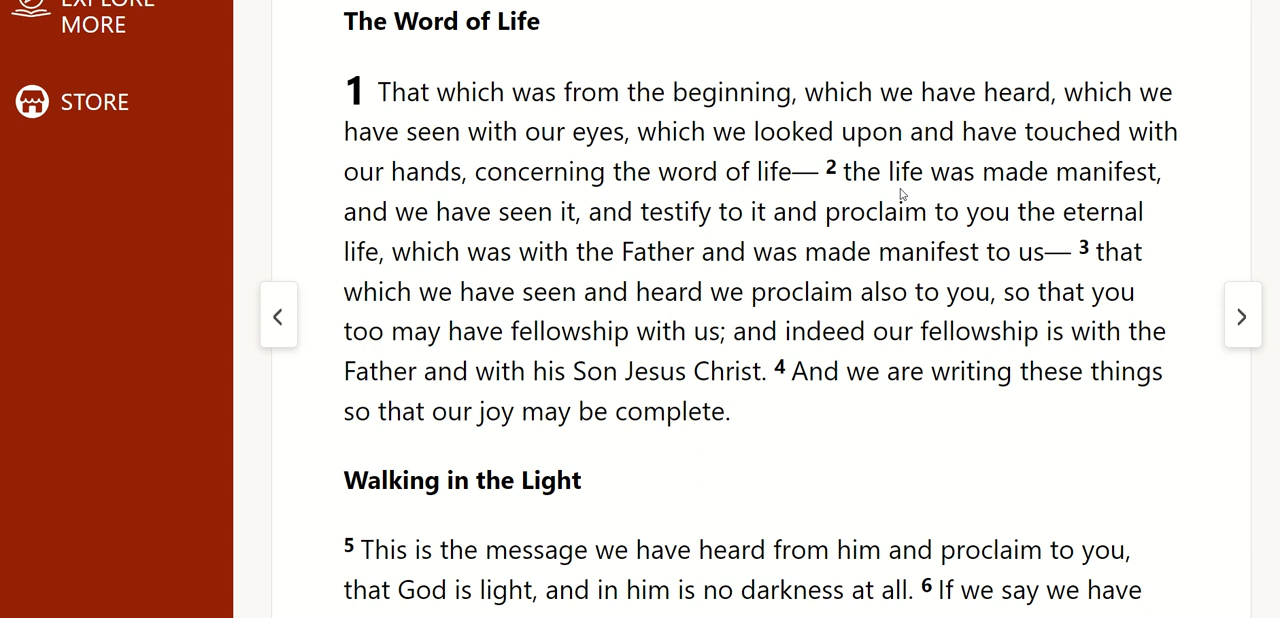 EXPLORE
MORE
STORE
The Word of Life
1 That which was from the beginning, which we have heard, which we
have seen with our eyes, which we looked upon and have touched with
our hands, concerning the word of life— 2 the life was made manifest,
and we have seen it, and testify to it and proclaim to you the eternal
life, which was with the Father and was made manifest to us— 3 that
which we have seen and heard we proclaim also to you, so that you
too may have fellowship with us; and indeed our fellowship is with the
Father and with his Son Jesus Christ. 4 And we are writing these things
so that our joy may be complete.
Walking in the Light
5 This is the message we have heard from him and proclaim to you,
that God is light, and in him is no darkness at all. 6 If we say we have